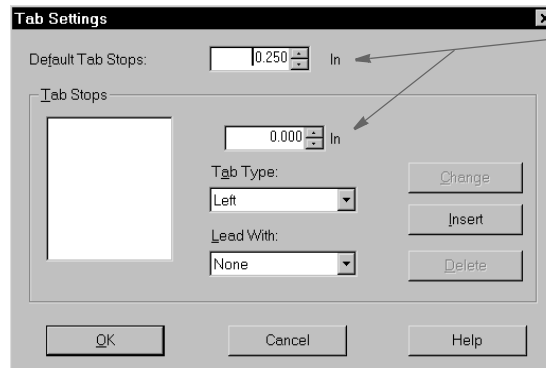 Tab Settings
Default Tab Stops: 0.250 In
Tab Stops
0.000 In
Tab Type:
Left
Change
Insert
Lead With:
None
Delete
OK Cancel Help